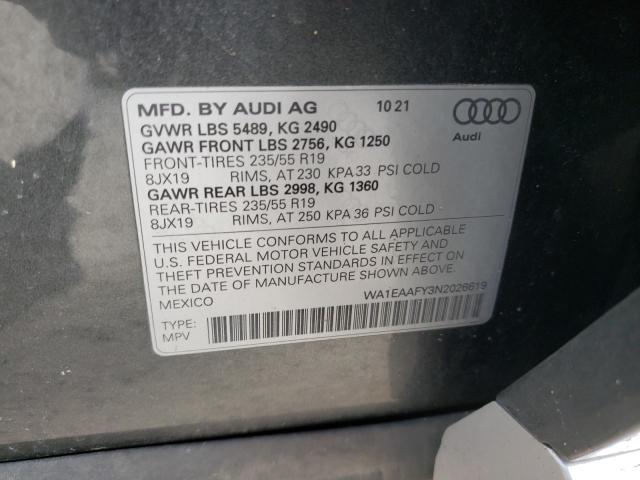 MFD. BY AUDI AG 10 21
GVWR LBS 5489, KG 2490
GAWR FRONT LBS 2756, KG 1250
FRONT-TIRES 235/55 R19
8JX19 RIMS, AT 230 KPA 33 PSI COLD
GAWR REAR LBS 2998, KG 1360
REAR-TIRES 235/55 R19
8JX19 RIMS, AT 250 KPA 36 PSI COLD
Audi
THIS VEHICLE CONFORMS TO ALL APPLICABLE
U.S. FEDERAL MOTOR VEHICLE SAFETY AND
THEFT PREVENTION STANDARDS IN EFFECT ON
THE DATE OF MANUFACTURE SHOWN ABOVE.
MEXICO
WA1EAAFY3N2026619
TYPE:
MPV